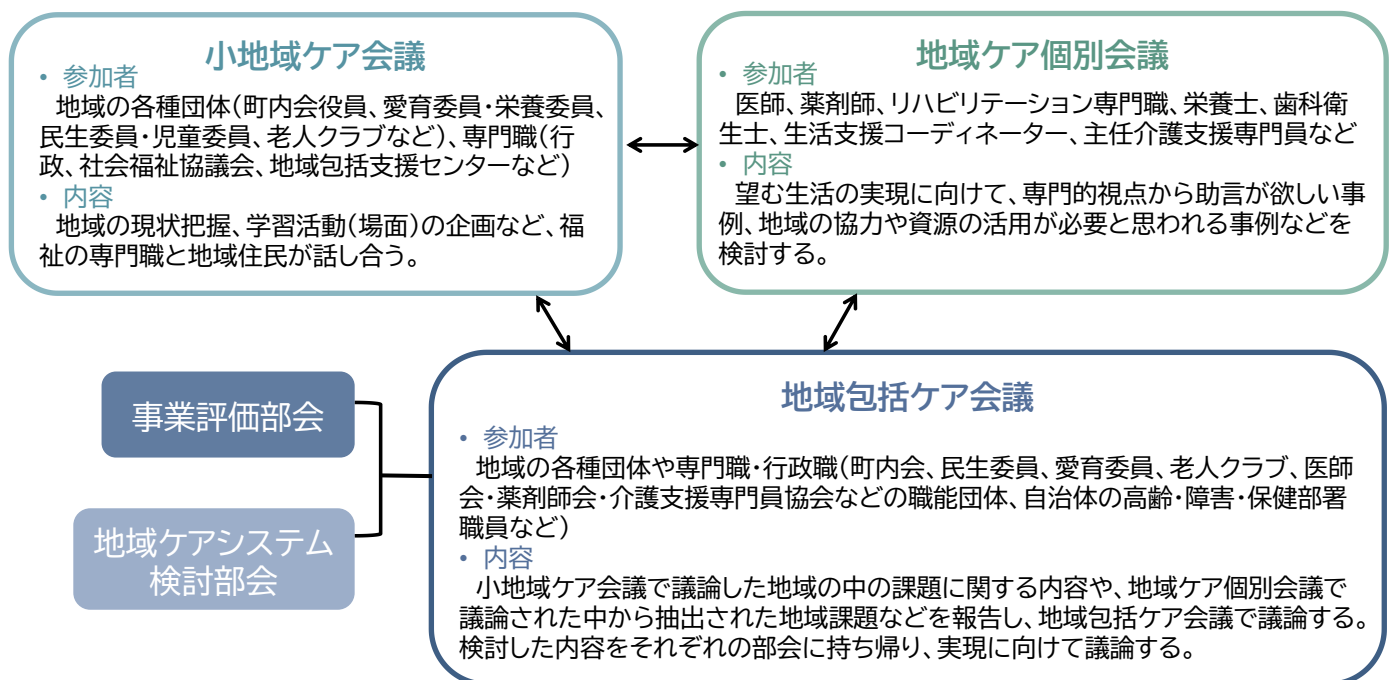 小地域ケア会議
• 参加者
地域の各種団体(町内会役員、愛育委員・栄養委員、
民生委員・児童委員、老人クラブなど)、専門職(行
政、社会福祉協議会、地域包括支援センターなど)
• 内容
地域の現状把握、学習活動(場面)の企画など、福
祉の専門職と地域住民が話し合う。
地域ケア個別会議
• 参加者
医師、薬剤師、リハビリテーション専門職、栄養士、歯科衛
生士、生活支援コーディネーター、主任介護支援専門員など
• 内容
望む生活の実現に向けて、専門的視点から助言が欲しい事
例、地域の協力や資源の活用が必要と思われる事例などを
検討する。
事業評価部会
地域ケアシステム
検討部会
地域包括ケア会議
• 参加者
地域の各種団体や専門職・行政職(町内会、民生委員、愛育委員、老人クラブ、医師
会・薬剤師会・介護支援専門員協会などの職能団体、自治体の高齢・障害・保健部署
職員など)
• 内容
小地域ケア会議で議論した地域の中の課題に関する内容や、地域ケア個別会議で
議論された中から抽出された地域課題などを報告し、地域包括ケア会議で議論する。
検討した内容をそれぞれの部会に持ち帰り、実現に向けて議論する。